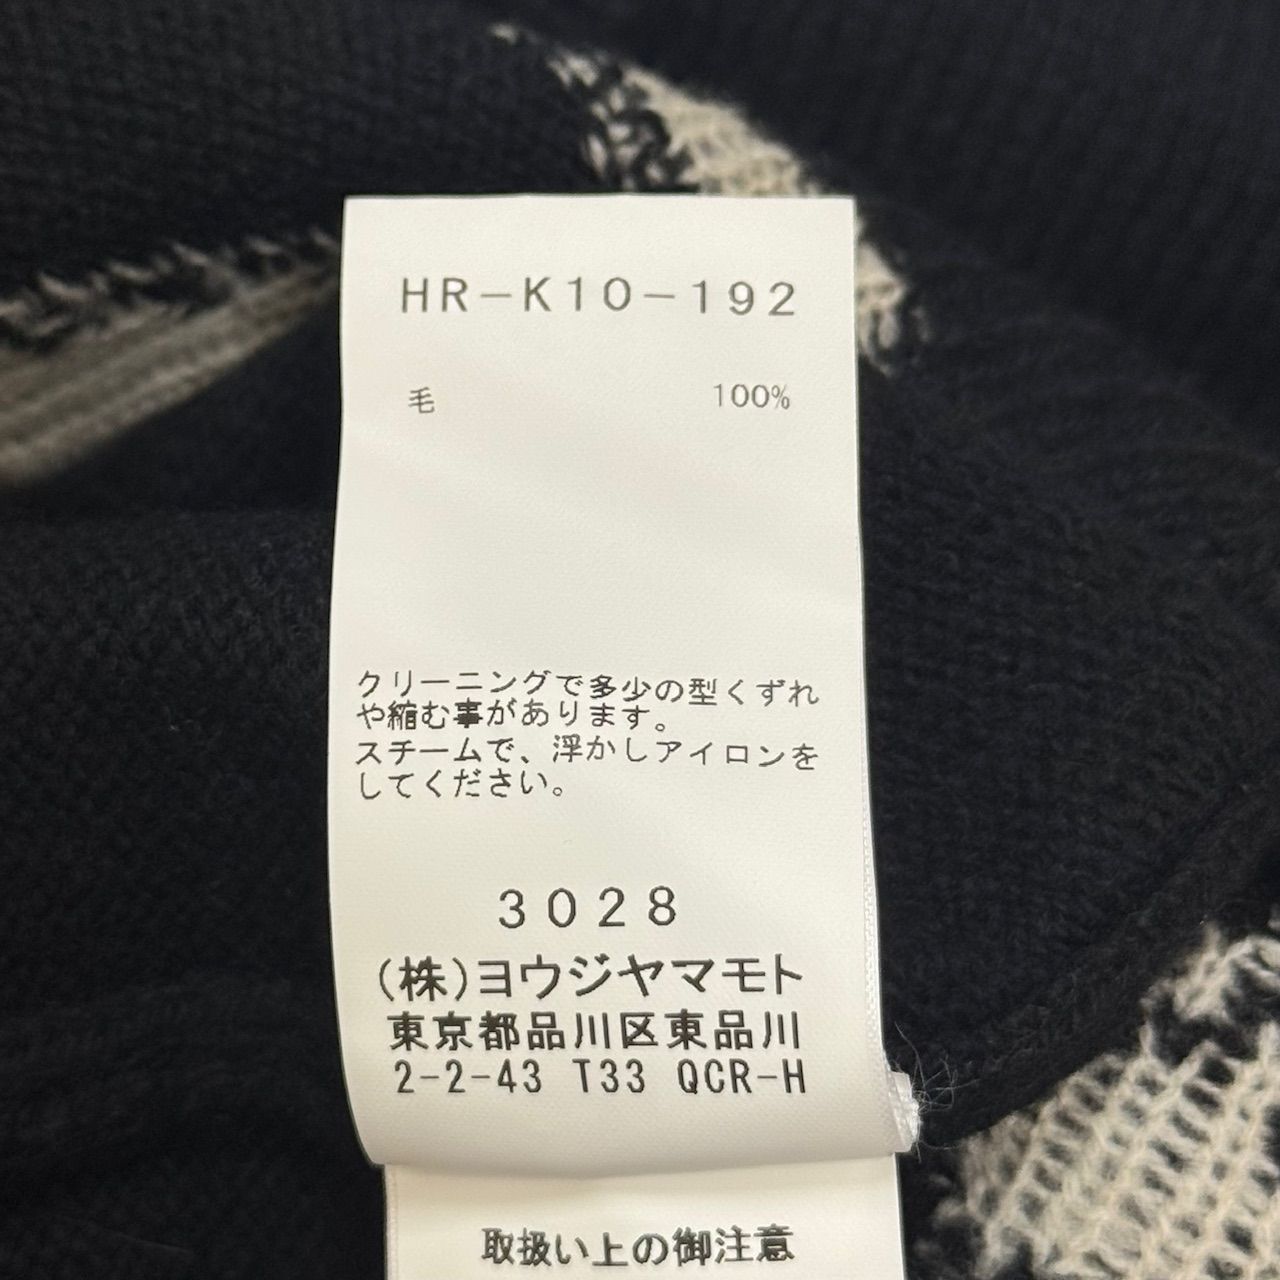 HR-K10-192
毛 100%
クリーニングで多少の型くずれ
や縮む事があります。
スチームで、浮かしアイロンを
してください。
3028
(株)ヨウジヤマモト
東京都品川区東品川
2-2-43 T33 QCR-H
取扱い上の御注意